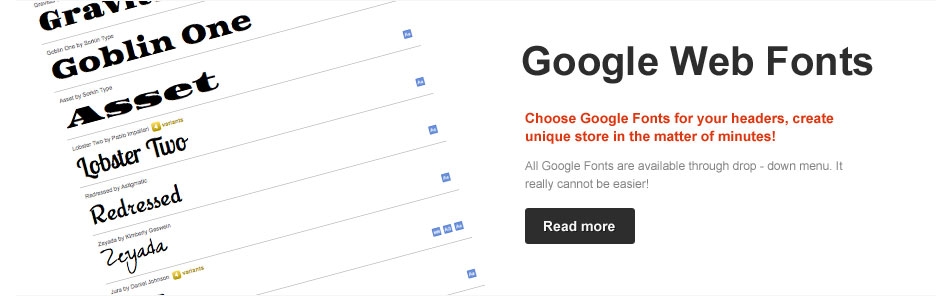 Gravitas
Goblin One by Sorkin Type
Goblin One
Asset by Sorkin Type
Asset
Lobster Two by Pablo Impallari 4 variants
Lobster Two
Redressed by Astigmatic
Redressed
Zeyada by Kimberly Geswein
Zeyada
Jura by Daniel Johnson 4 variants
Google Web Fonts
Choose Google Fonts for your headers, create
unique store in the matter of minutes!
All Google Fonts are available through drop - down menu. It
really cannot be easier!
Read more